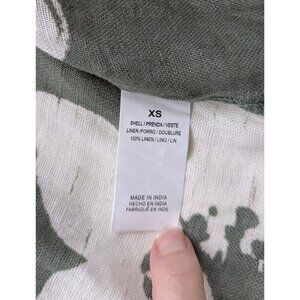 XS
SHELL / PRENDA / VESTE
LINER / FORRO / DOUBLURE
100% LINEN / LINO / LIN
MADE IN INDIA
HECHO EN INDIA
FABRIQUÉ EN INDE